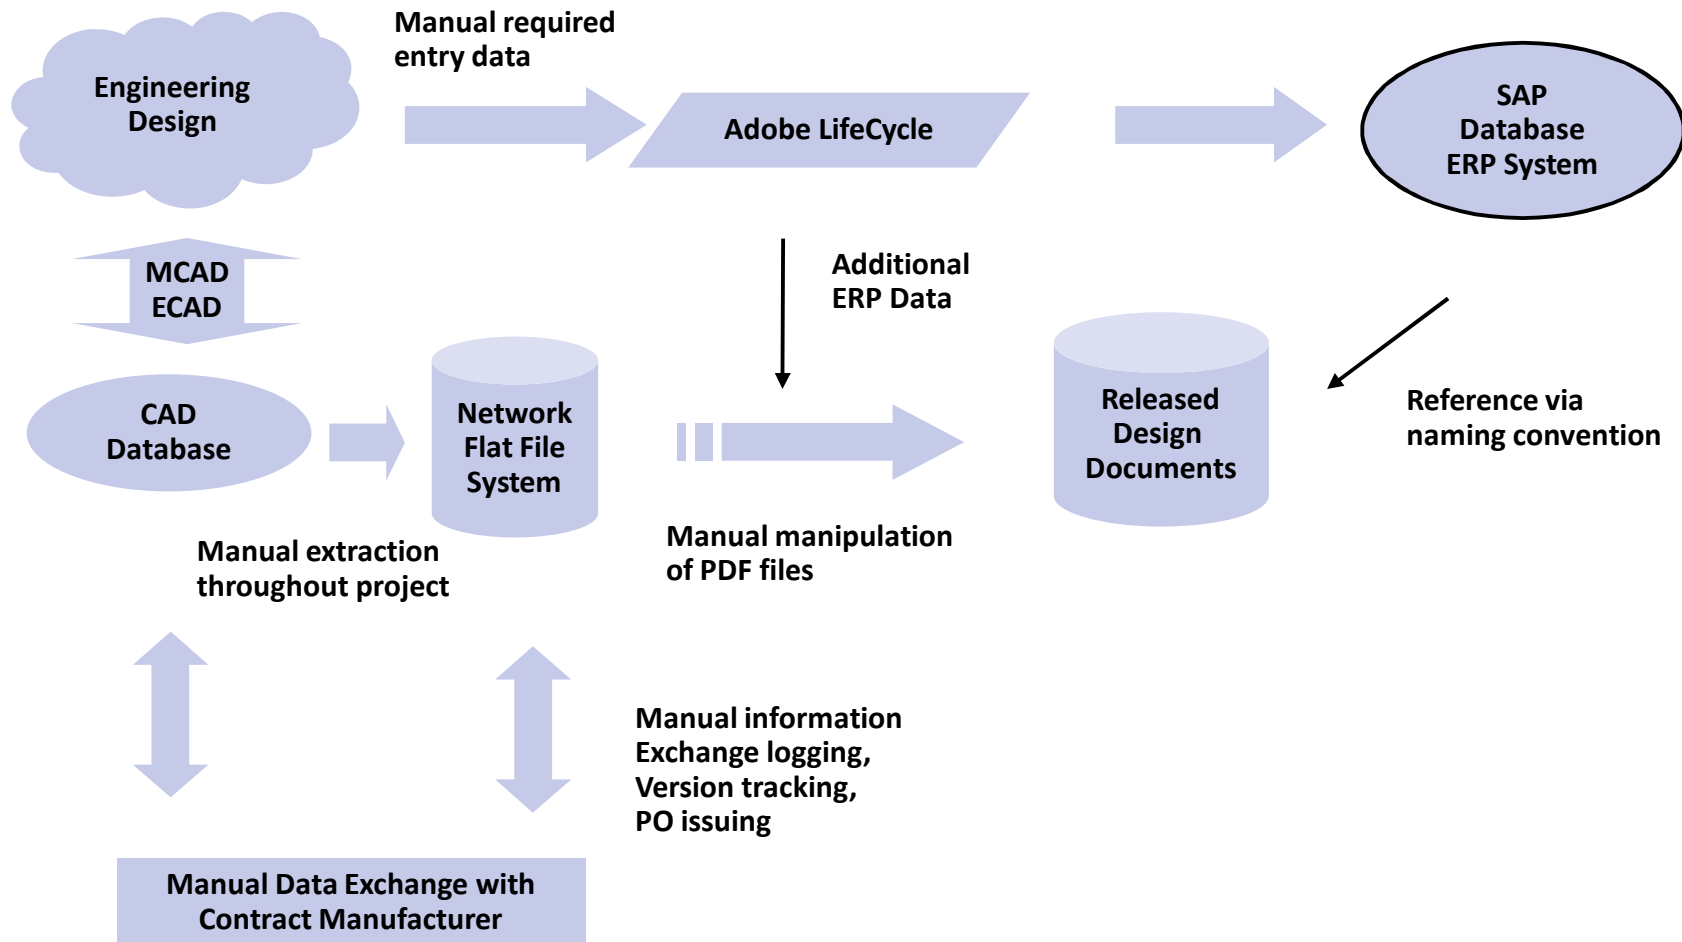 Manual required
entry data
Engineering
Design
Adobe LifeCycle
SAP
Database
ERP System
MCAD
ECAD
Additional
ERP Data
CAD
Database
Network
Flat File
System
Released
Design
Documents
Reference via
naming convention
Manual extraction
throughout project
Manual manipulation
of PDF files
Manual information
Exchange logging,
Version tracking,
PO issuing
Manual Data Exchange with
Contract Manufacturer